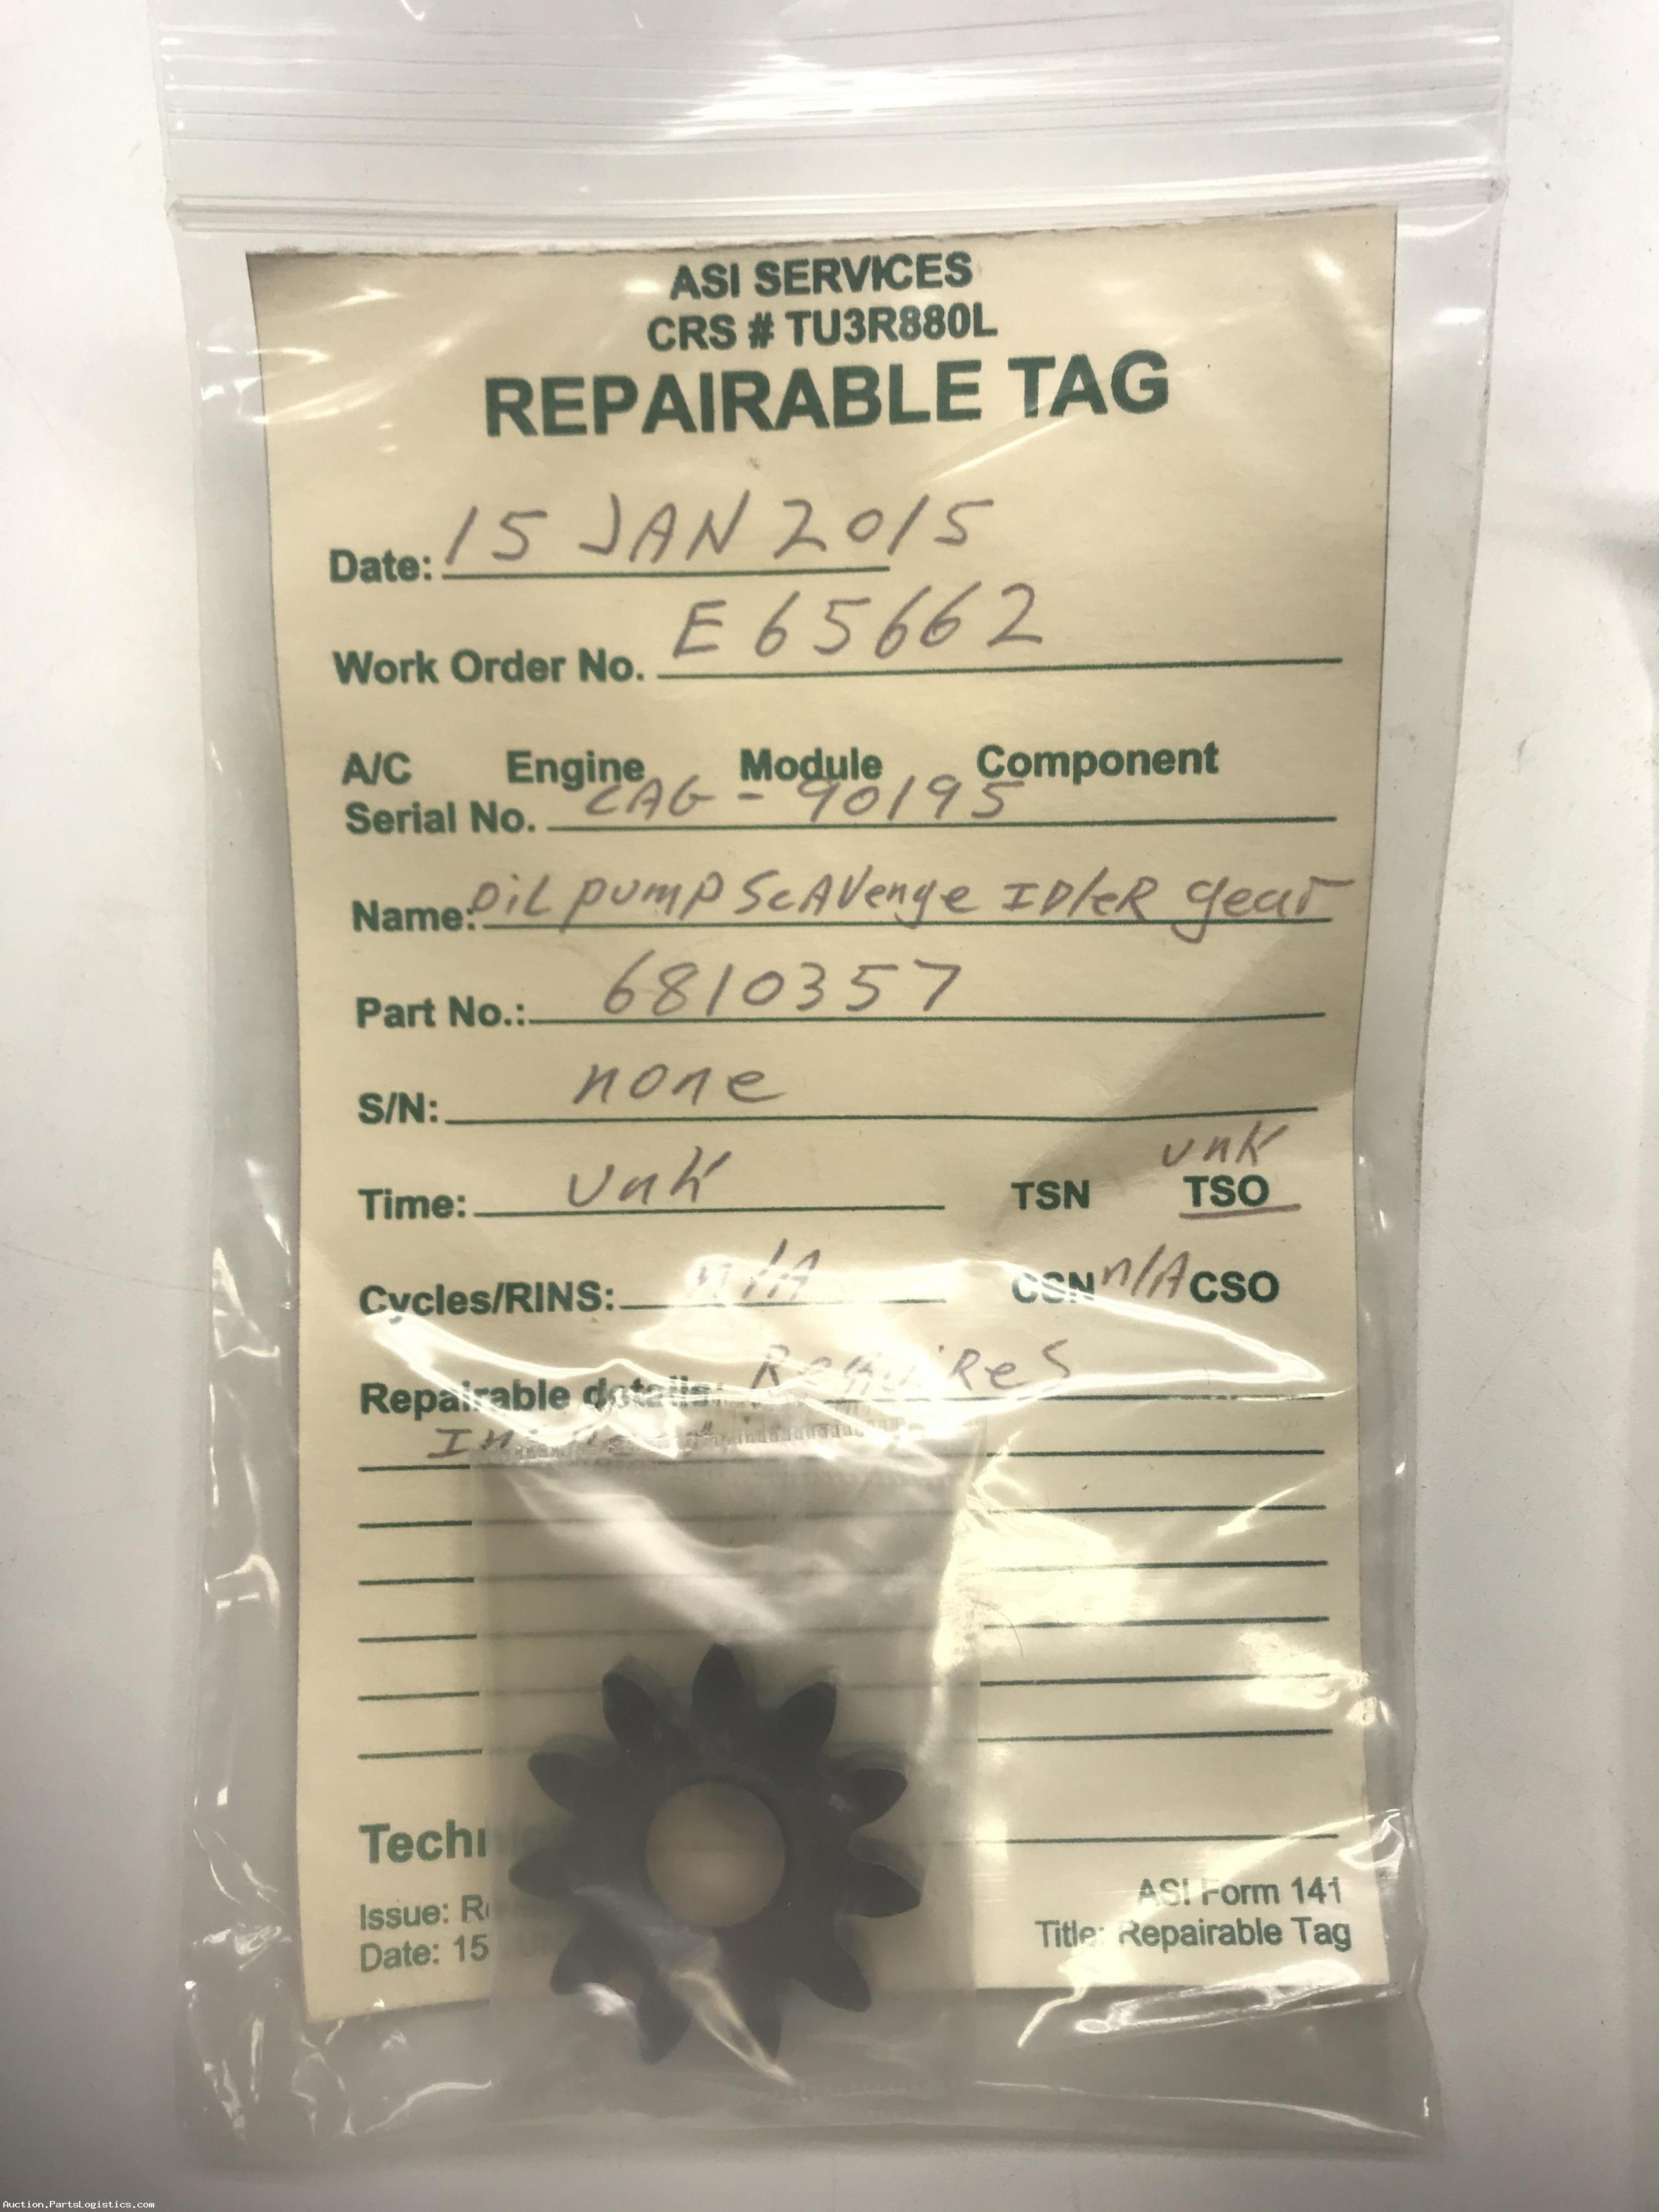 ASI SERVICES
CRS # TU3R880L
REPAIRABLE TAG
Date: 15 JAN 2015
Work Order No. E65662
A/C Engine Module Component
Serial No. CAG-90195
Name: OiL pump ScAVenge IDleR gear
Part No.: 6810357
S/N: none
unk
Time: unk TSN TSO
Cycles/RINS: n/A CSN n/A CSO
Repairable details: RequiRes
Issue:
Date: 15
ASI Form 141
Title: Repairable Tag
Auction.PartsLogistics.com